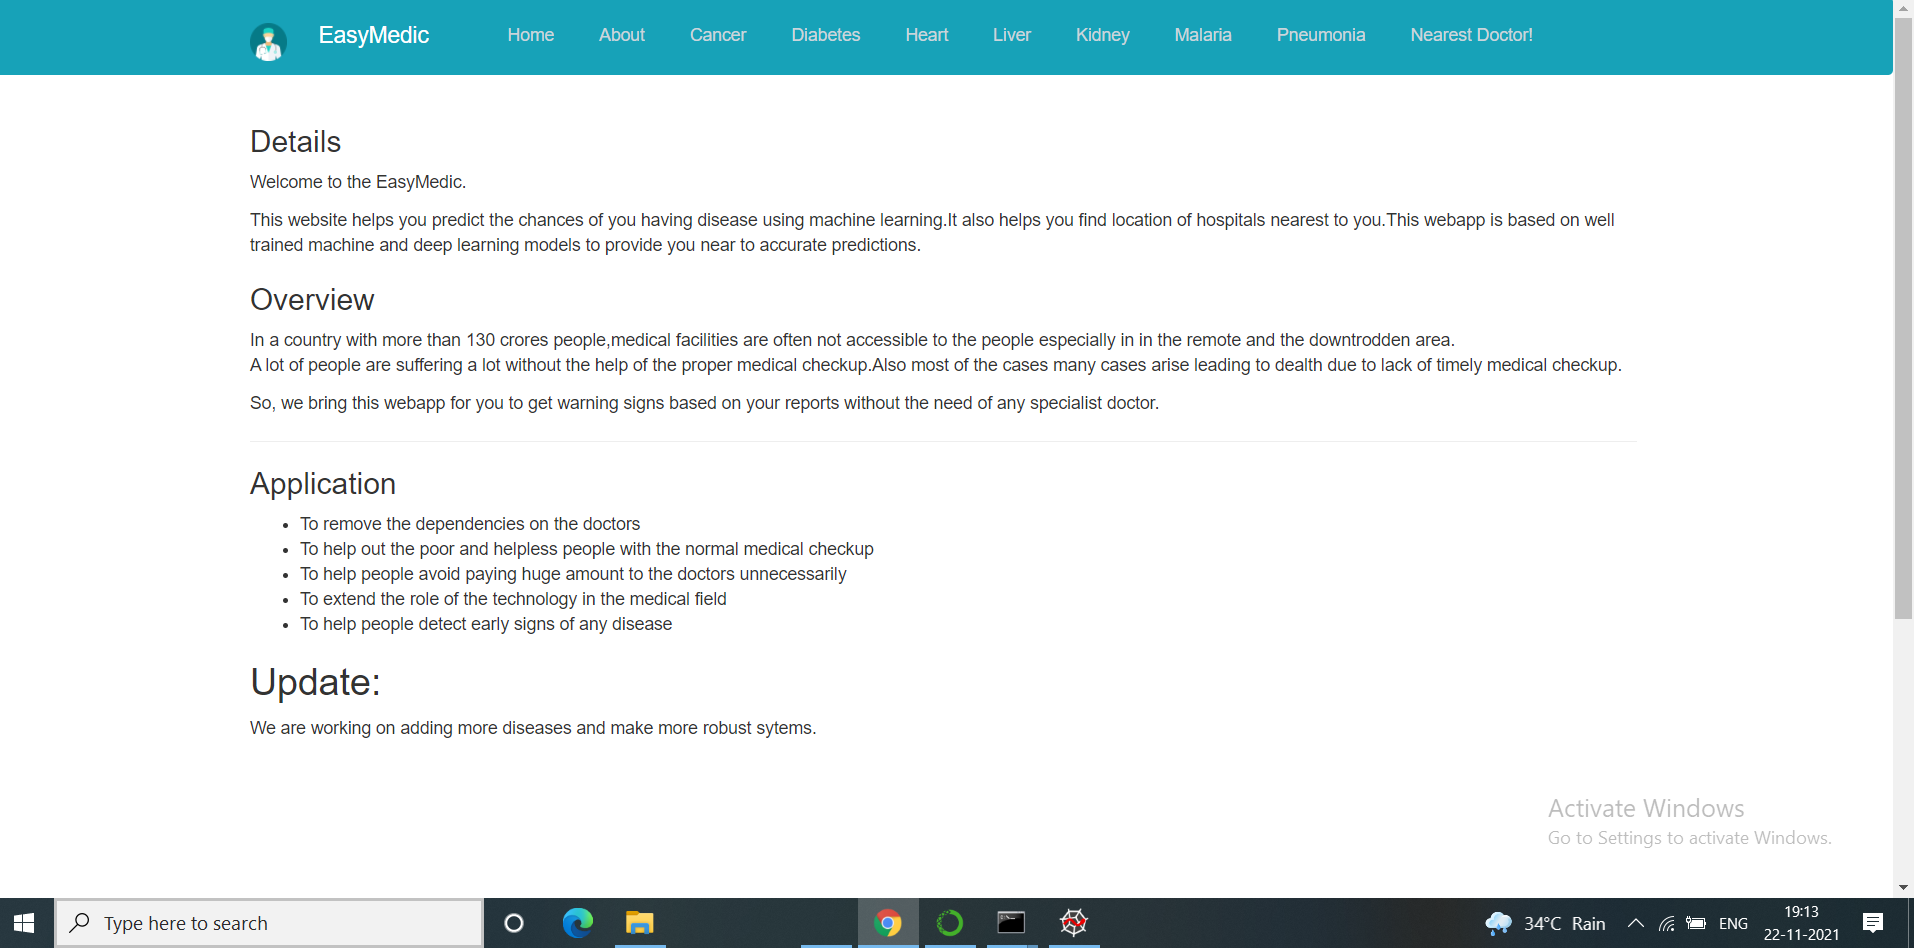 EasyMedic Home About Cancer Diabetes Heart Liver Kidney Malaria Pneumonia Nearest Doctor!
Details
Welcome to the EasyMedic.
This website helps you predict the chances of you having disease using machine learning.It also helps you find location of hospitals nearest to you.This webapp is based on well
trained machine and deep learning models to provide you near to accurate predictions.
Overview
In a country with more than 130 crores people,medical facilities are often not accessible to the people especially in in the remote and the downtrodden area.
A lot of people are suffering a lot without the help of the proper medical checkup.Also most of the cases many cases arise leading to dealth due to lack of timely medical checkup.
So, we bring this webapp for you to get warning signs based on your reports without the need of any specialist doctor.
Application
• To remove the dependencies on the doctors
• To help out the poor and helpless people with the normal medical checkup
• To help people avoid paying huge amount to the doctors unnecessarily
• To extend the role of the technology in the medical field
• To help people detect early signs of any disease
Update:
We are working on adding more diseases and make more robust sytems.
Activate Windows
Go to Settings to activate Windows.
Type here to search
34°C Rain
ENG
19:13
22-11-2021